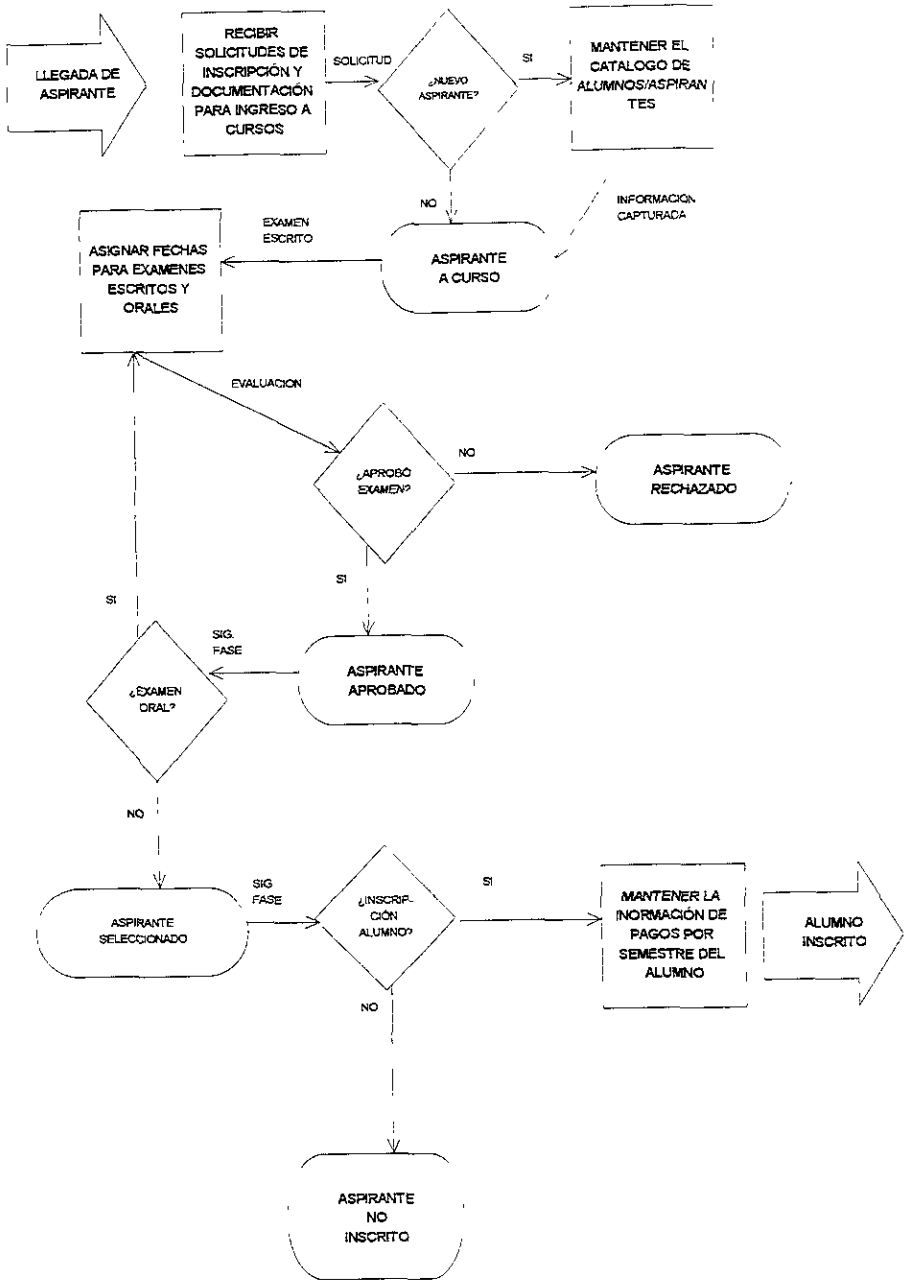 LLEGADA DE
ASPIRANTE
RECIBIR
SOLICITUDES DE
INSCRIPCIÓN Y
DOCUMENTACIÓN
PARA INGRESO A
CURSOS
SOLICITUD
¿NUEVO
ASPIRANTE?
SI
MANTENER EL
CATALOGO DE
ALUMNOS/ASPIRAN
TES
NO
INFORMACION
CAPTURADA
ASPIRANTE
A CURSO
EXAMEN
ESCRITO
ASIGNAR FECHAS
PARA EXAMENES
ESCRITOS Y
ORALES
EVALUACION
¿APROBÓ
EXAMEN?
NO
ASPIRANTE
RECHAZADO
SI
ASPIRANTE
APROBADO
SIG.
FASE
¿EXAMEN
ORAL?
SI
NO
ASPIRANTE
SELECCIONADO
SIG
FASE
¿INSCRIP-
CIÓN
ALUMNO?
SI
MANTENER LA
INORMACIÓN DE
PAGOS POR
SEMESTRE DEL
ALUMNO
ALUMNO
INSCRITO
NO
ASPIRANTE
NO
INSCRITO